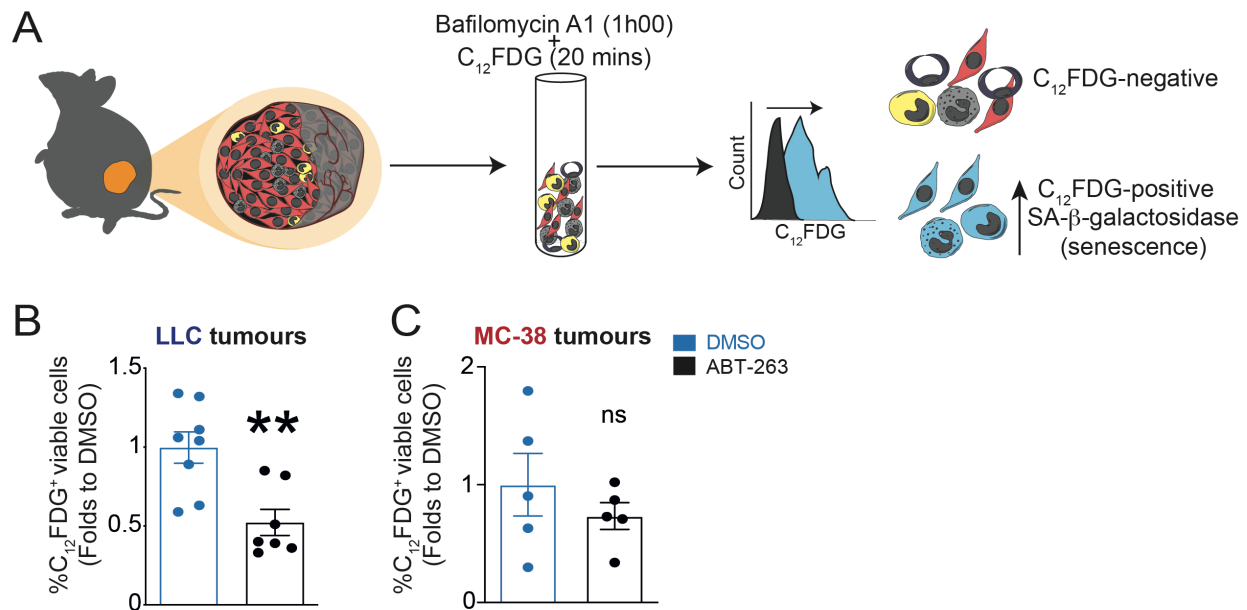 A
Bafilomycin A1 (1h00)
+
C₁₂FDG (20 mins)
Count
C₁₂FDG
C₁₂FDG-negative
C₁₂FDG-positive
SA-β-galactosidase
(senescence)
B
LLC tumours
%C₁₂FDG⁺ viable cells
(Folds to DMSO)
1.5
1
0.5
0
**
C
MC-38 tumours
%C₁₂FDG⁺ viable cells
(Folds to DMSO)
2
1
0
ns
DMSO
ABT-263